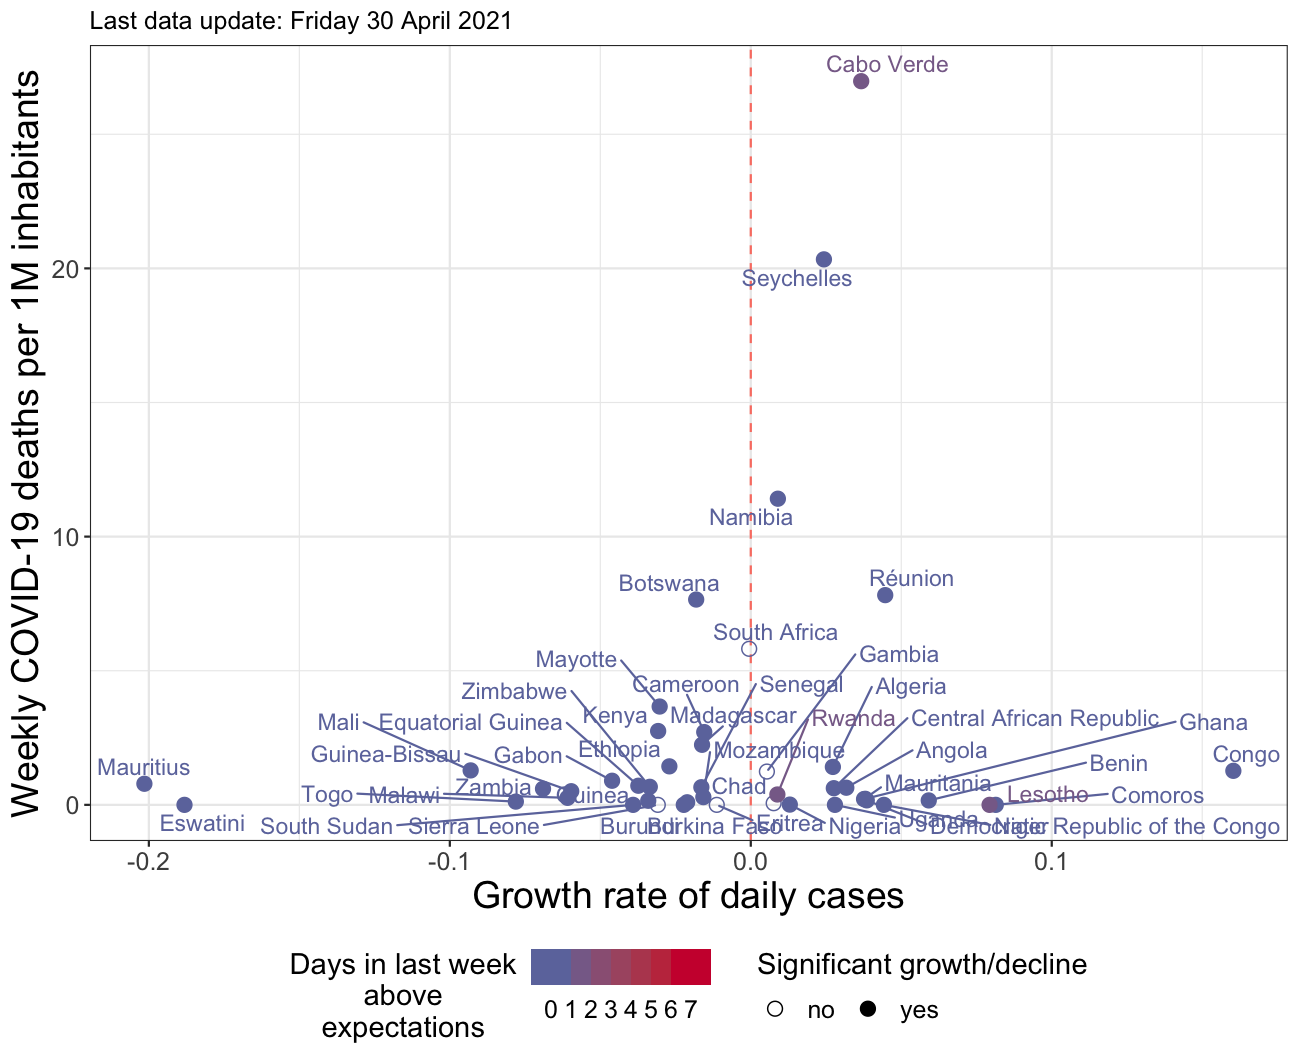 Last data update: Friday 30 April 2021
Weekly COVID-19 deaths per 1M inhabitants
Cabo Verde
20
Seychelles
Namibia
10
Botswana
Réunion
South Africa
Mayotte
Gambia
Zimbabwe
Cameroon
Senegal
Algeria
Mali
Equatorial Guinea
Kenya
Madagascar
Rwanda
Central African Republic
Ghana
Guinea-Bissau
Gabon
Ethiopia
Mozambique
Angola
Congo
Mauritius
Benin
Togo
Malawi
Zambia
Guinea
Chad
Mauritania
Lesotho
Comoros
0
Eswatini
South Sudan
Sierra Leone
Burundi
Burkina Faso
Eritrea
Nigeria
Uganda
Democratic Republic of the Congo
Niger
-0.2
-0.1
0.0
0.1
Growth rate of daily cases
Days in last week
above
expectations
0 1 2 3 4 5 6 7
Significant growth/decline
no
yes